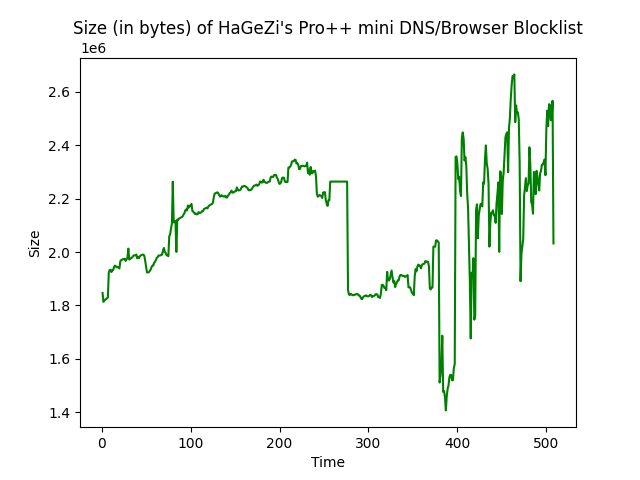 Size (in bytes) of HaGeZi's Pro++ mini DNS/Browser Blocklist
1e6
2.6
2.4
2.2
2.0
1.8
1.6
1.4
Size
0 100 200 300 400 500
Time